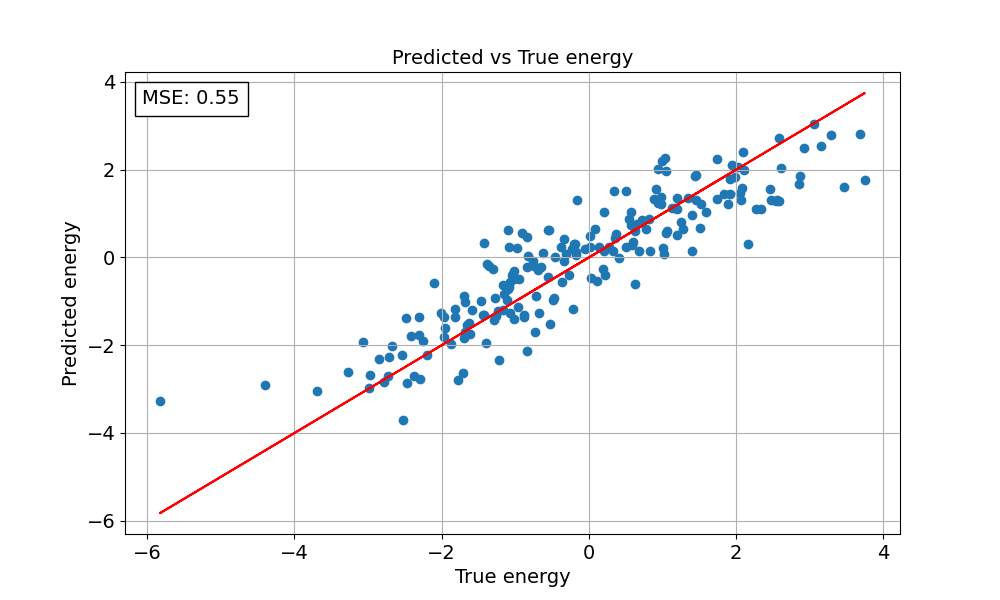 Predicted vs True energy
MSE: 0.55
Predicted energy
4
2
0
−2
−4
−6
−6 −4 −2 0 2 4
True energy